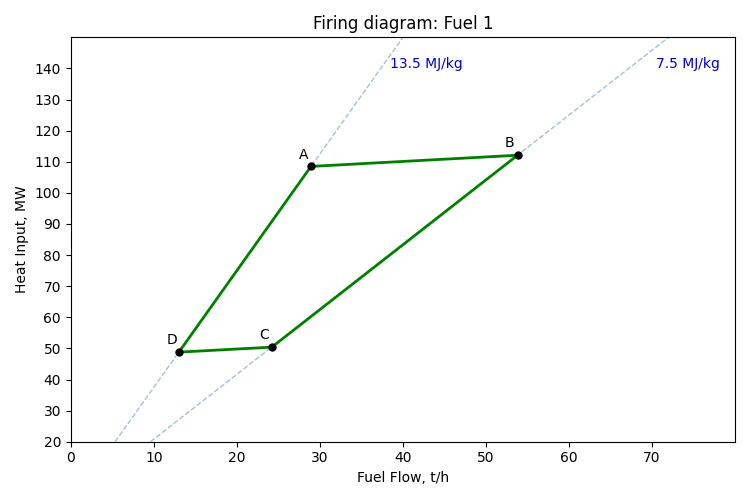 Firing diagram: Fuel 1
13.5 MJ/kg
7.5 MJ/kg
A
B
C
D
Heat Input, MW
140
130
120
110
100
90
80
70
60
50
40
30
20
0
10
20
30
40
50
60
70
Fuel Flow, t/h